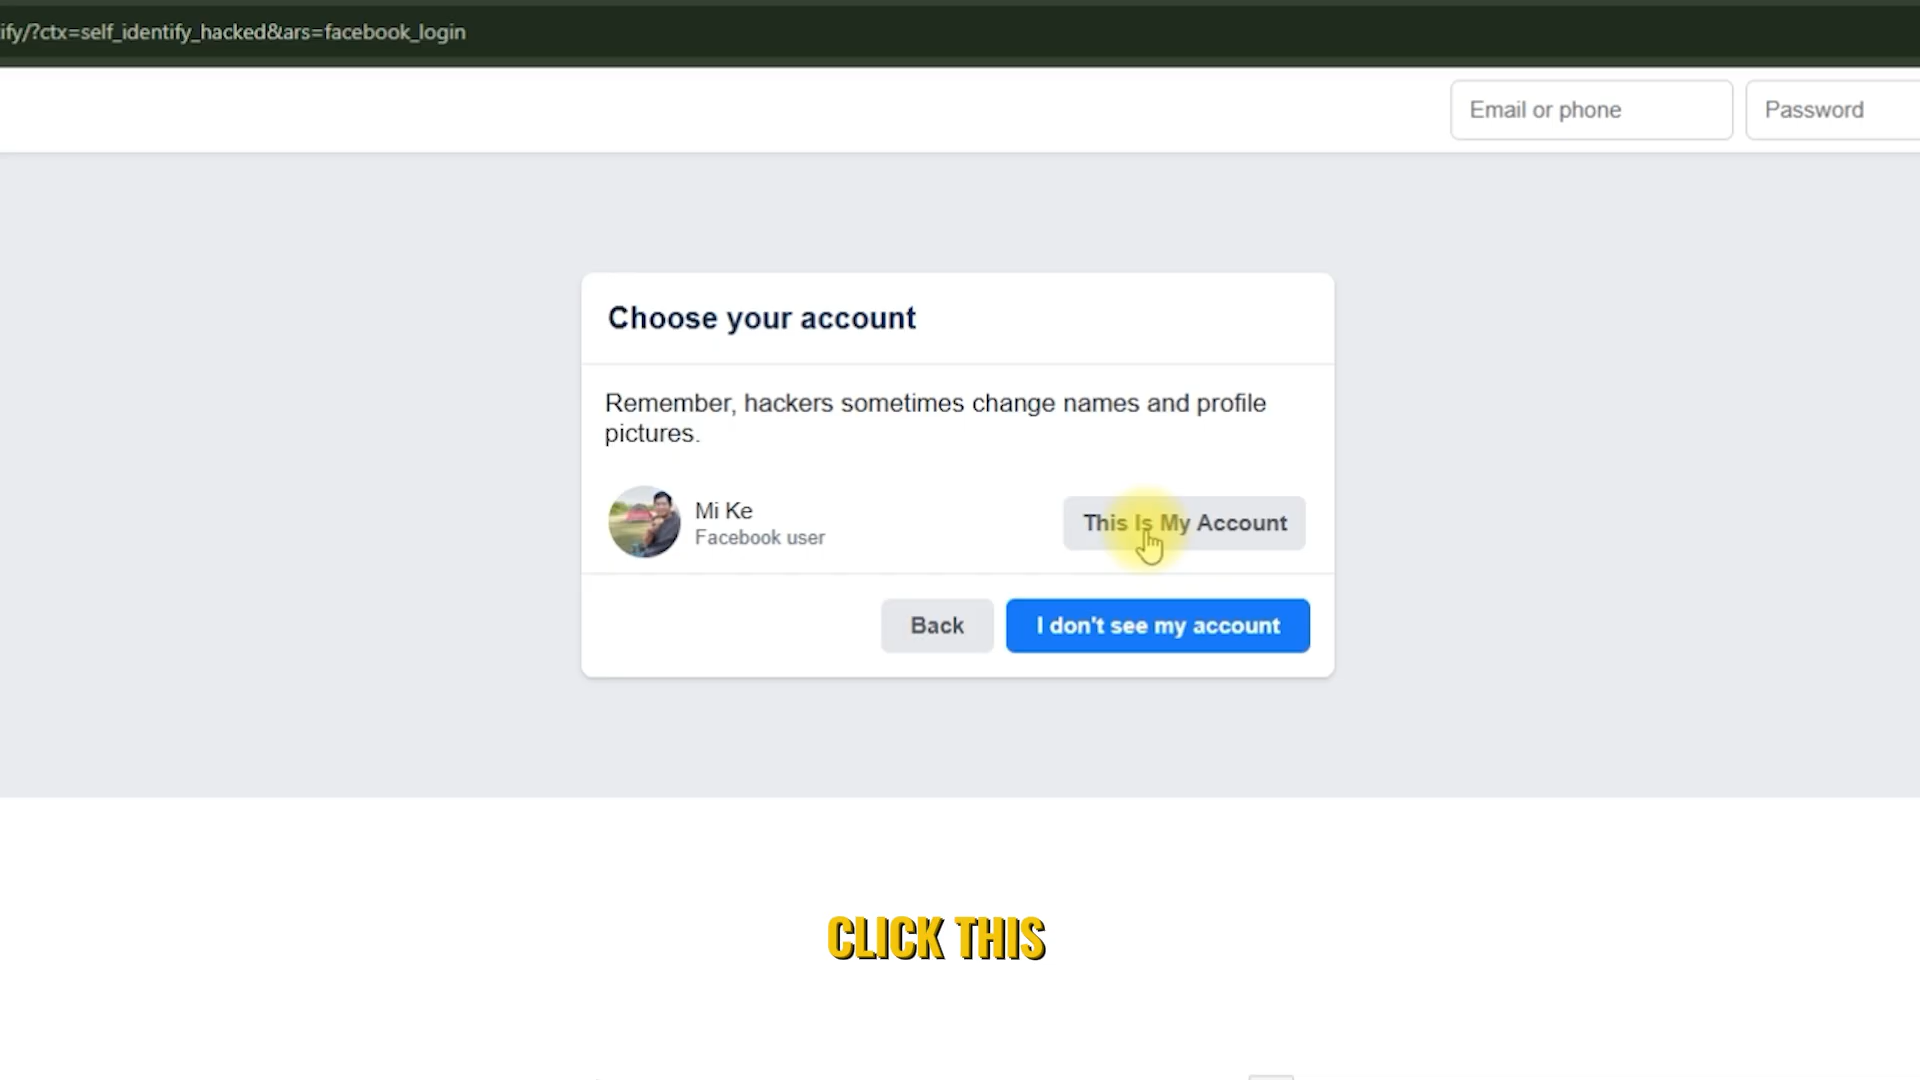 ify/?ctx=self_identify_hacked&ars=facebook_login
Email or phone
Password
Choose your account
Remember, hackers sometimes change names and profile
pictures.
Mi Ke
Facebook user
This Is My Account
Back
I don't see my account
CLICK THIS